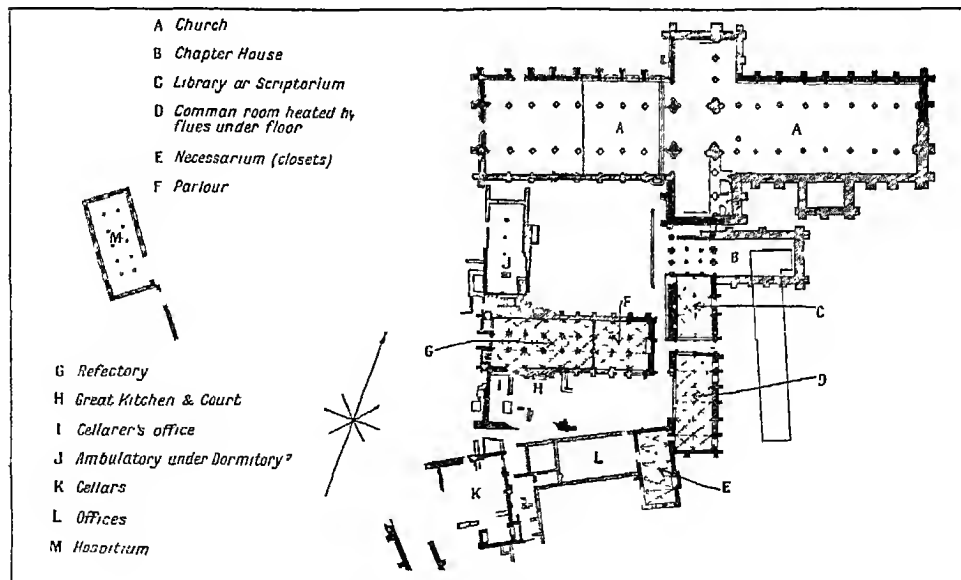 A Church
B Chapter House
C Library or Scriptorium
D Common room heated by
flues under floor
E Necessarium (closets)
F Parlour
G Refectory
H Great Kitchen & Court
I Cellarer's office
J Ambulatory under Dormitory?
K Cellars
L Offices
M Hospitium
A
A
B
C
D
E
F
G
H
I
J
K
L
M